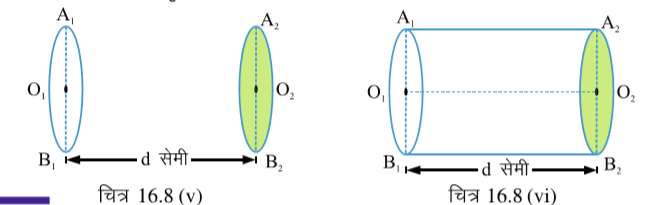 A₁ A₂ A₁ A₂
O₁ O₂ O₁ O₂
B₁ d सेमी B₂ B₁ d सेमी B₂
चित्र 16.8 (v) चित्र 16.8 (vi)